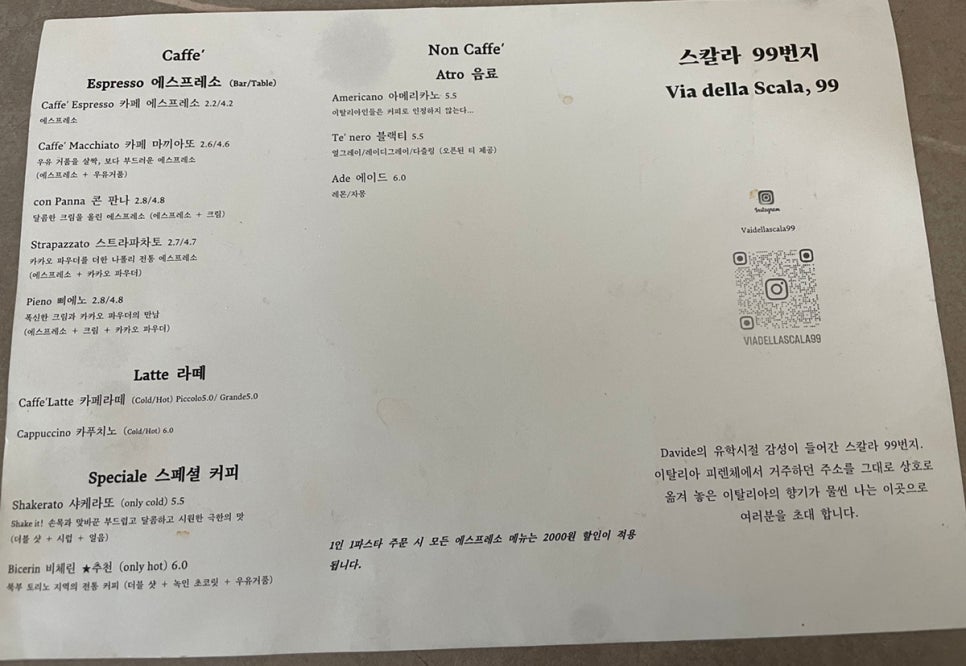 Caffe'
Espresso 에스프레소 (Bar/Table)
Caffe' Espresso 카페 에스프레소 2.2/4.2
에스프레소
Caffe' Macchiato 카페 마끼아또 2.6/4.6
우유 거품을 살짝, 보다 부드러운 에스프레소
(에스프레소 + 우유거품)
con Panna 콘 판나 2.8/4.8
달콤한 크림을 올린 에스프레소 (에스프레소 + 크림)
Strapazzato 스트라파차토 2.7/4.7
카카오 파우더를 더한 나폴리 전통 에스프레소
(에스프레소 + 카카오 파우더)
Pieno 삐에노 2.8/4.8
폭신한 크림과 카카오 파우더의 만남
(에스프레소 + 크림 + 카카오 파우더)
Latte 라떼
Caffe'Latte 카페라떼 (Cold/Hot) Piccolo5.0/ Grande5.0
Cappuccino 카푸치노 (Cold/Hot) 6.0
Speciale 스페셜 커피
Shakerato 샤케라또 (only cold) 5.5
Shake it! 손목과 맞바꾼 부드럽고 달콤하고 시원한 극한의 맛
(더블 샷 + 시럽 + 얼음)
Bicerin 비체린 ★추천 (only hot) 6.0
북부 토리노 지역의 전통 커피 (더블 샷 + 녹인 초코릿 + 우유거품)
Non Caffe'
Atro 음료
Americano 아메리카노 5.5
이탈리아인들은 커피로 인정하지 않는다...
Te' nero 블랙티 5.5
얼그레이/레이디그레이/다즐링 (오픈된 티 제공)
Ade 에이드 6.0
레몬/자몽
1인 1파스타 주문 시 모든 에스프레소 메뉴는 2000원 할인이 적용
됩니다.
스칼라 99번지
Via della Scala, 99
Instagram
Vaidellascala99
VIADELLASCALA99
Davide의 유학시절 감성이 들어간 스칼라 99번지.
이탈리아 피렌체에서 거주하던 주소를 그대로 상호로
옮겨 놓은 이탈리아의 향기가 물씬 나는 이곳으로
여러분을 초대 합니다.